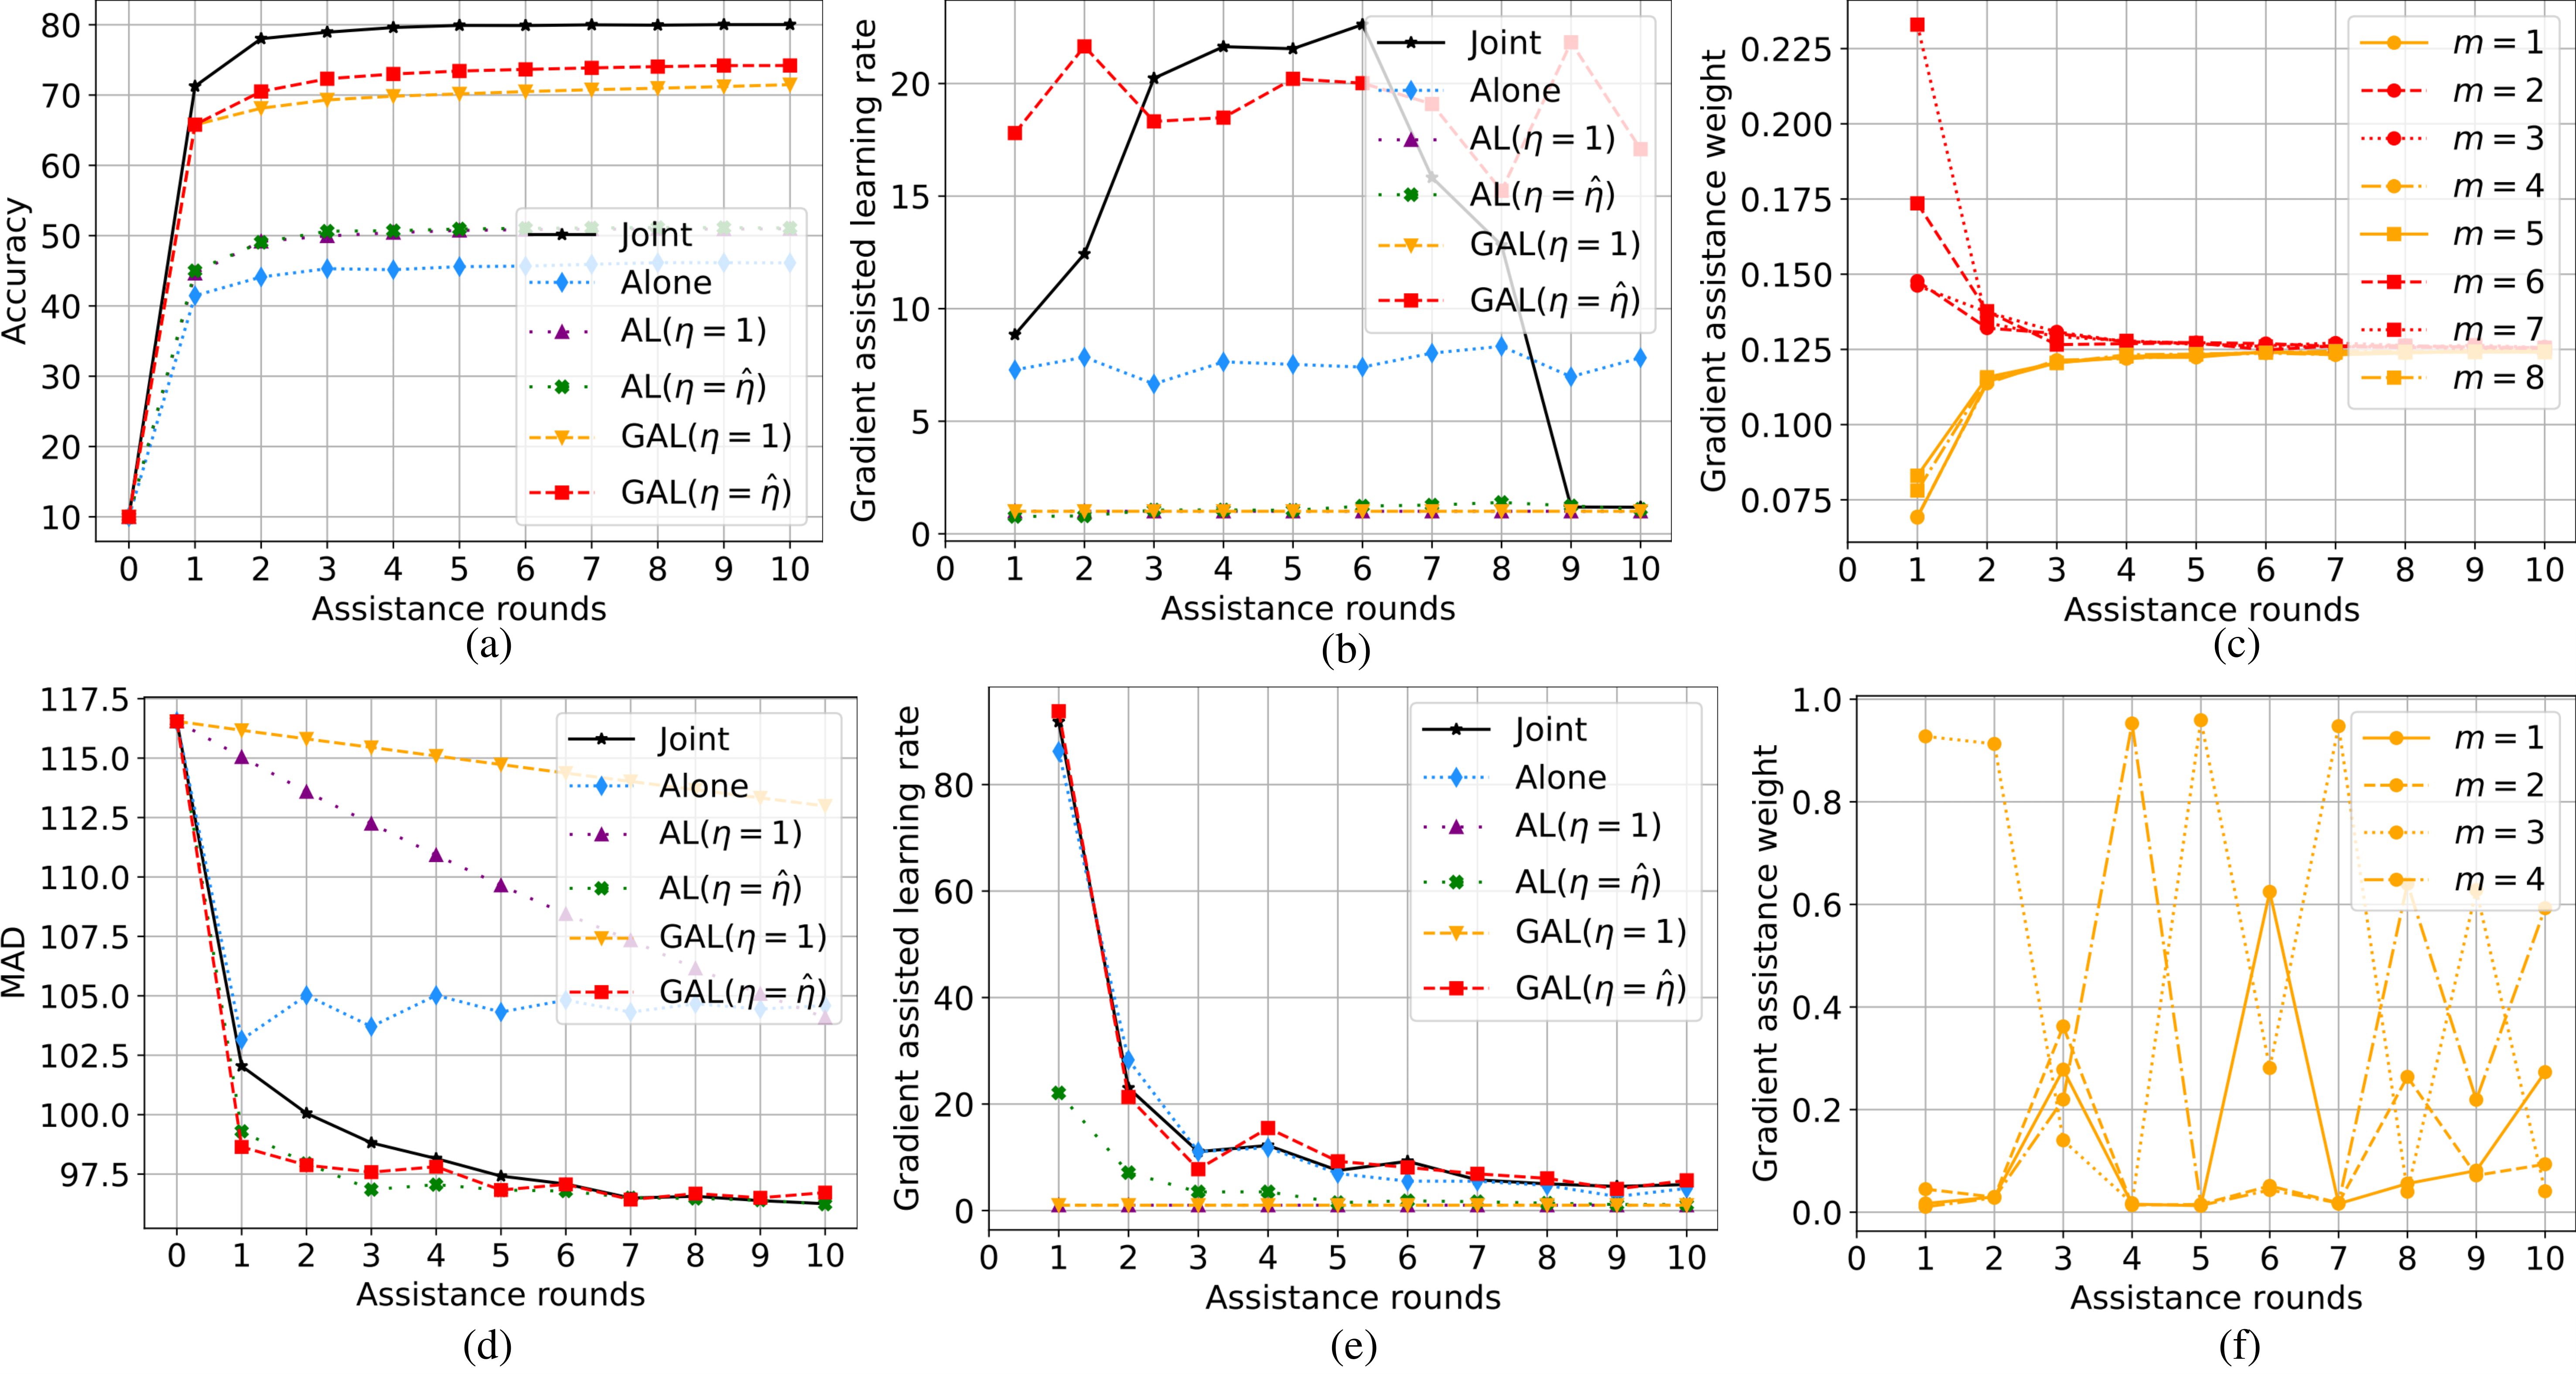 Accuracy
80
70
60
50
40
30
20
10
0 1 2 3 4 5 6 7 8 9 10
Assistance rounds
Joint
Alone
AL(η = 1)
AL(η = η̂)
GAL(η = 1)
GAL(η = η̂)
(a)
Gradient assisted learning rate
20
15
10
5
0
0 1 2 3 4 5 6 7 8 9 10
Assistance rounds
Joint
Alone
AL(η = 1)
AL(η = η̂)
GAL(η = 1)
GAL(η = η̂)
(b)
Gradient assistance weight
0.225
0.200
0.175
0.150
0.125
0.100
0.075
0 1 2 3 4 5 6 7 8 9 10
Assistance rounds
m = 1
m = 2
m = 3
m = 4
m = 5
m = 6
m = 7
m = 8
(c)
MAD
117.5
115.0
112.5
110.0
107.5
105.0
102.5
100.0
97.5
0 1 2 3 4 5 6 7 8 9 10
Assistance rounds
Joint
Alone
AL(η = 1)
AL(η = η̂)
GAL(η = 1)
GAL(η = η̂)
(d)
Gradient assisted learning rate
80
60
40
20
0
0 1 2 3 4 5 6 7 8 9 10
Assistance rounds
Joint
Alone
AL(η = 1)
AL(η = η̂)
GAL(η = 1)
GAL(η = η̂)
(e)
Gradient assistance weight
1.0
0.8
0.6
0.4
0.2
0.0
0 1 2 3 4 5 6 7 8 9 10
Assistance rounds
m = 1
m = 2
m = 3
m = 4
(f)